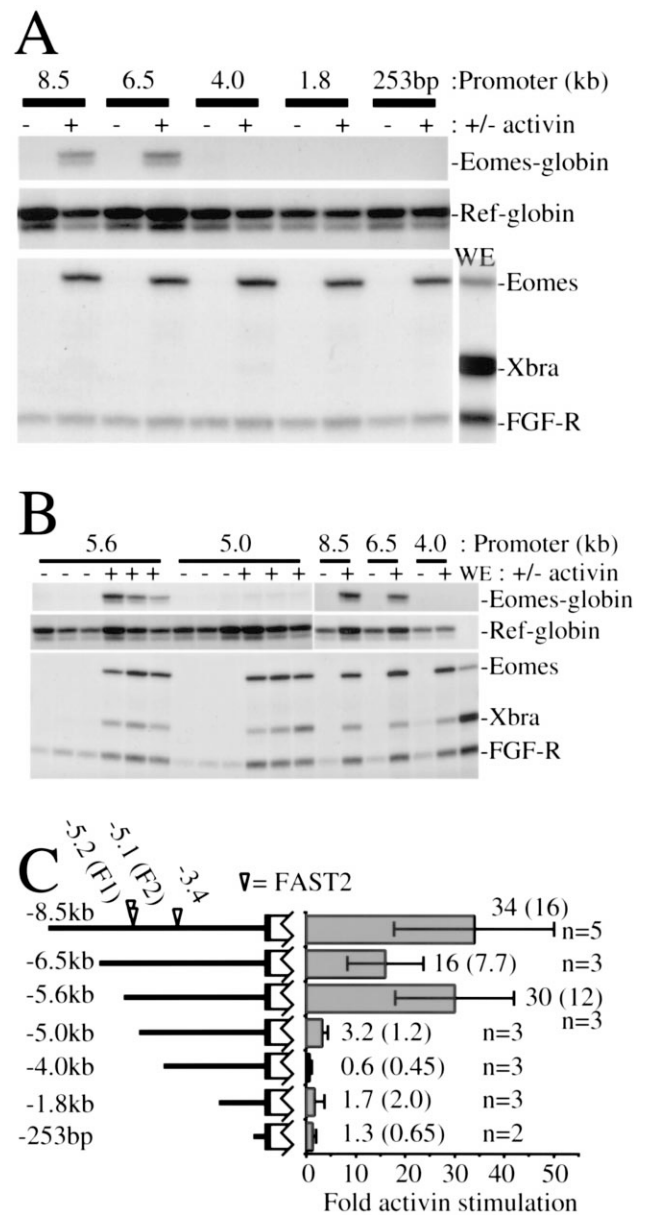 A
8.5 6.5 4.0 1.8 253bp :Promoter (kb)
- + - + - + - + - + : +/- activin
-Eomes-globin
-Ref-globin
WE
-Eomes
-Xbra
-FGF-R
B
5.6 5.0 8.5 6.5 4.0 : Promoter (kb)
- - - + + + - - - + + + - + - + - + WE : +/- activin
-Eomes-globin
-Ref-globin
-Eomes
-Xbra
-FGF-R
C
-5.2 (F1) -5.1 (F2) -3.4 = FAST2
-8.5kb 34 (16) n=5
-6.5kb 16 (7.7) n=3
-5.6kb 30 (12) n=3
-5.0kb 3.2 (1.2) n=3
-4.0kb 0.6 (0.45) n=3
-1.8kb 1.7 (2.0) n=3
-253bp 1.3 (0.65) n=2
0 10 20 30 40 50
Fold activin stimulation